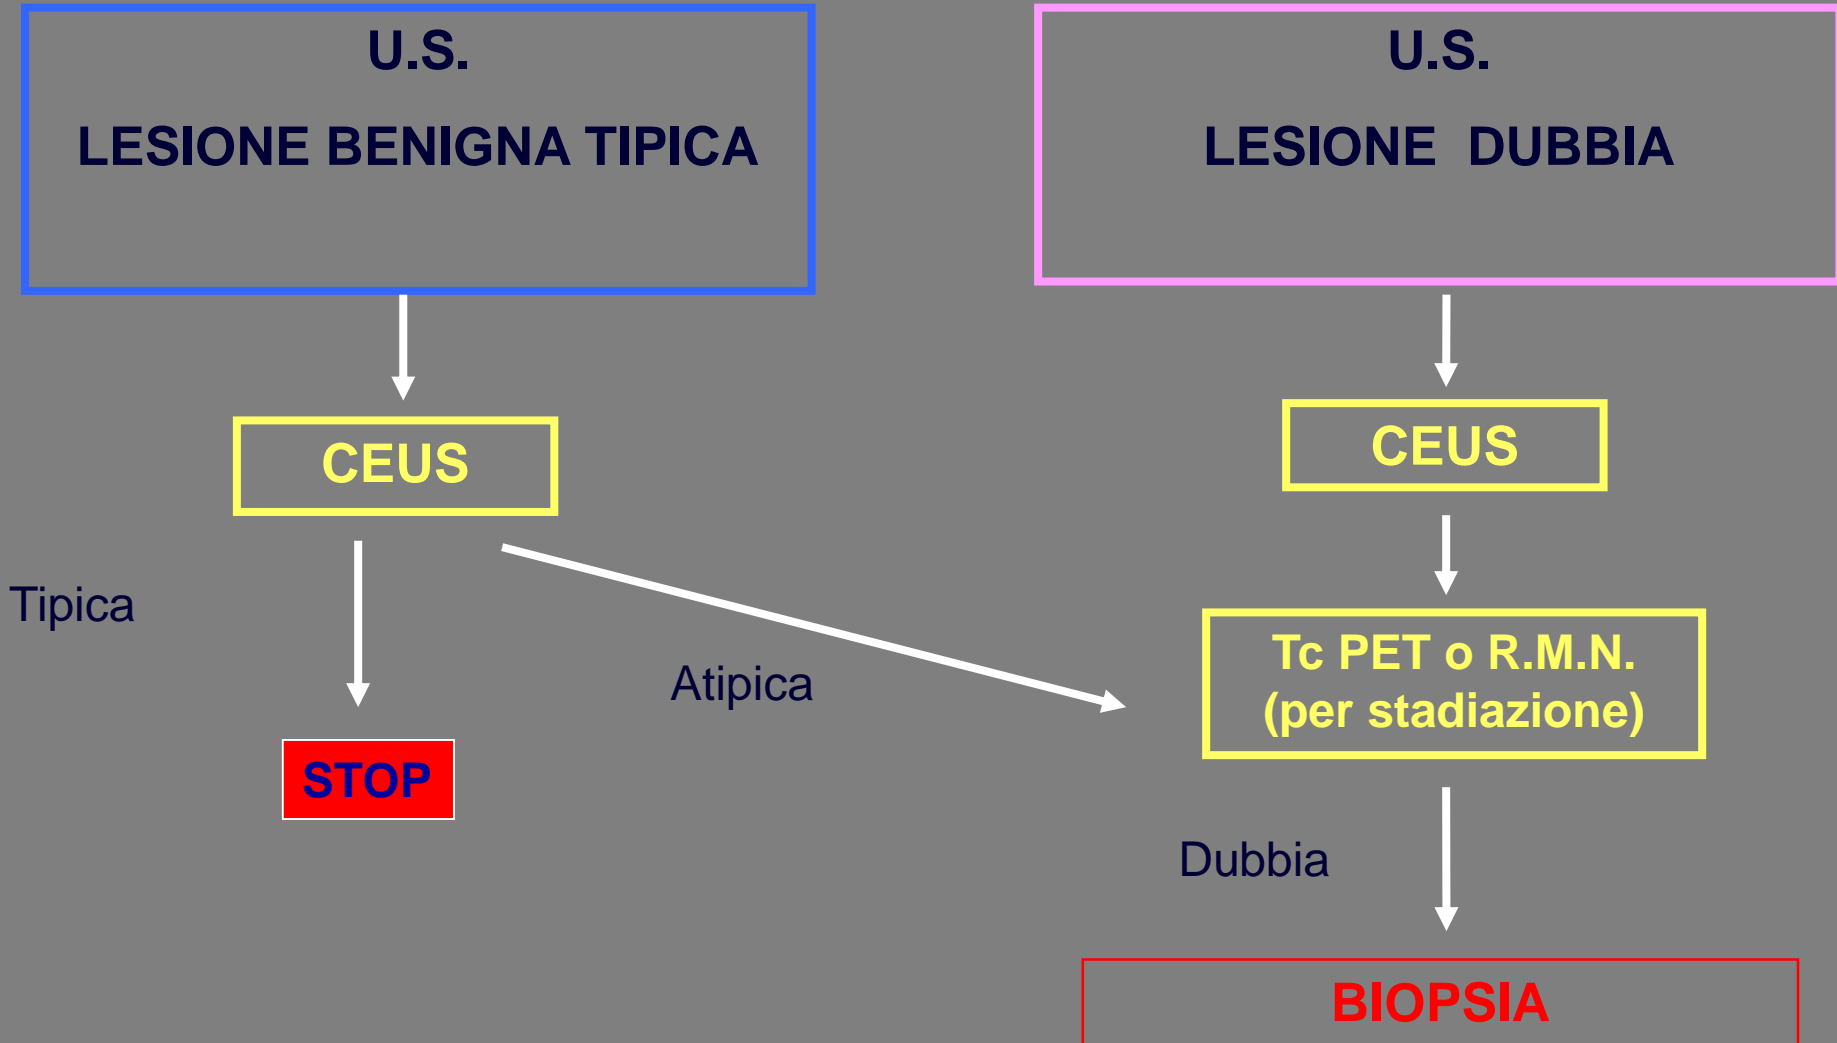 U.S.
LESIONE BENIGNA TIPICA
U.S.
LESIONE DUBBIA
CEUS
CEUS
Tipica
Atipica
Tc PET o R.M.N.
(per stadiazione)
STOP
Dubbia
BIOPSIA